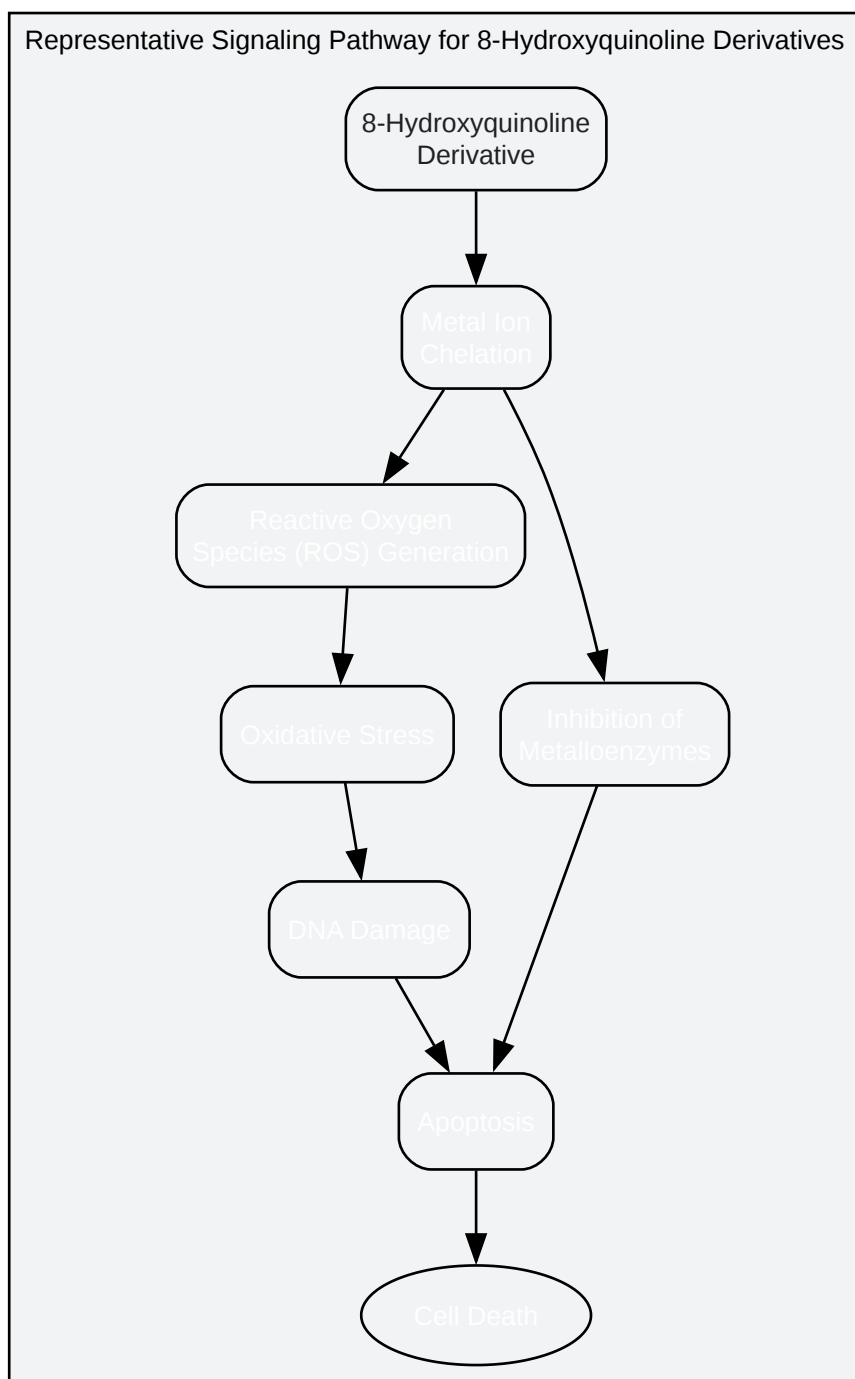 Representative Signaling Pathway for 8-Hydroxyquinoline Derivatives
8-Hydroxyquinoline
Derivative
Metal Ion
Chelation
Reactive Oxygen
Species (ROS) Generation
Oxidative Stress
Inhibition of
Metalloenzymes
DNA Damage
Apoptosis
Cell Death